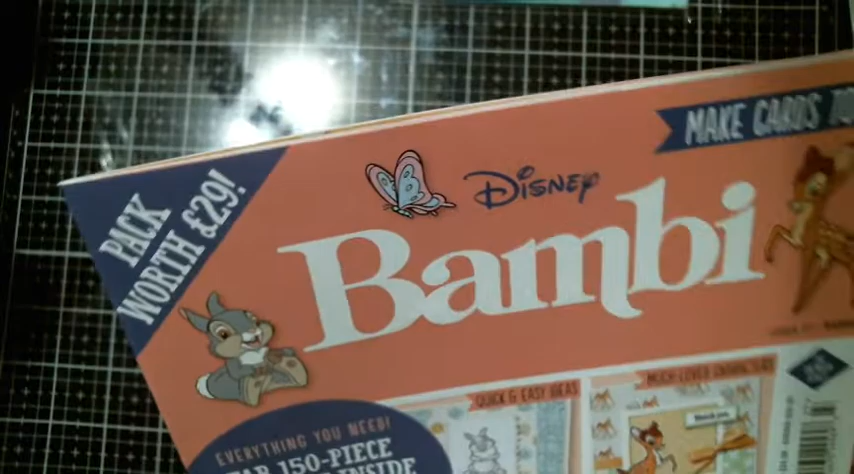 PACK
WORTH £29!
MAKE CARDS
DISNEY
Bambi
QUICK & EASY IDEAS
MUCH-LOVED CHARACTERS
EVERYTHING YOU NEED!
150-PIECE
INSIDE